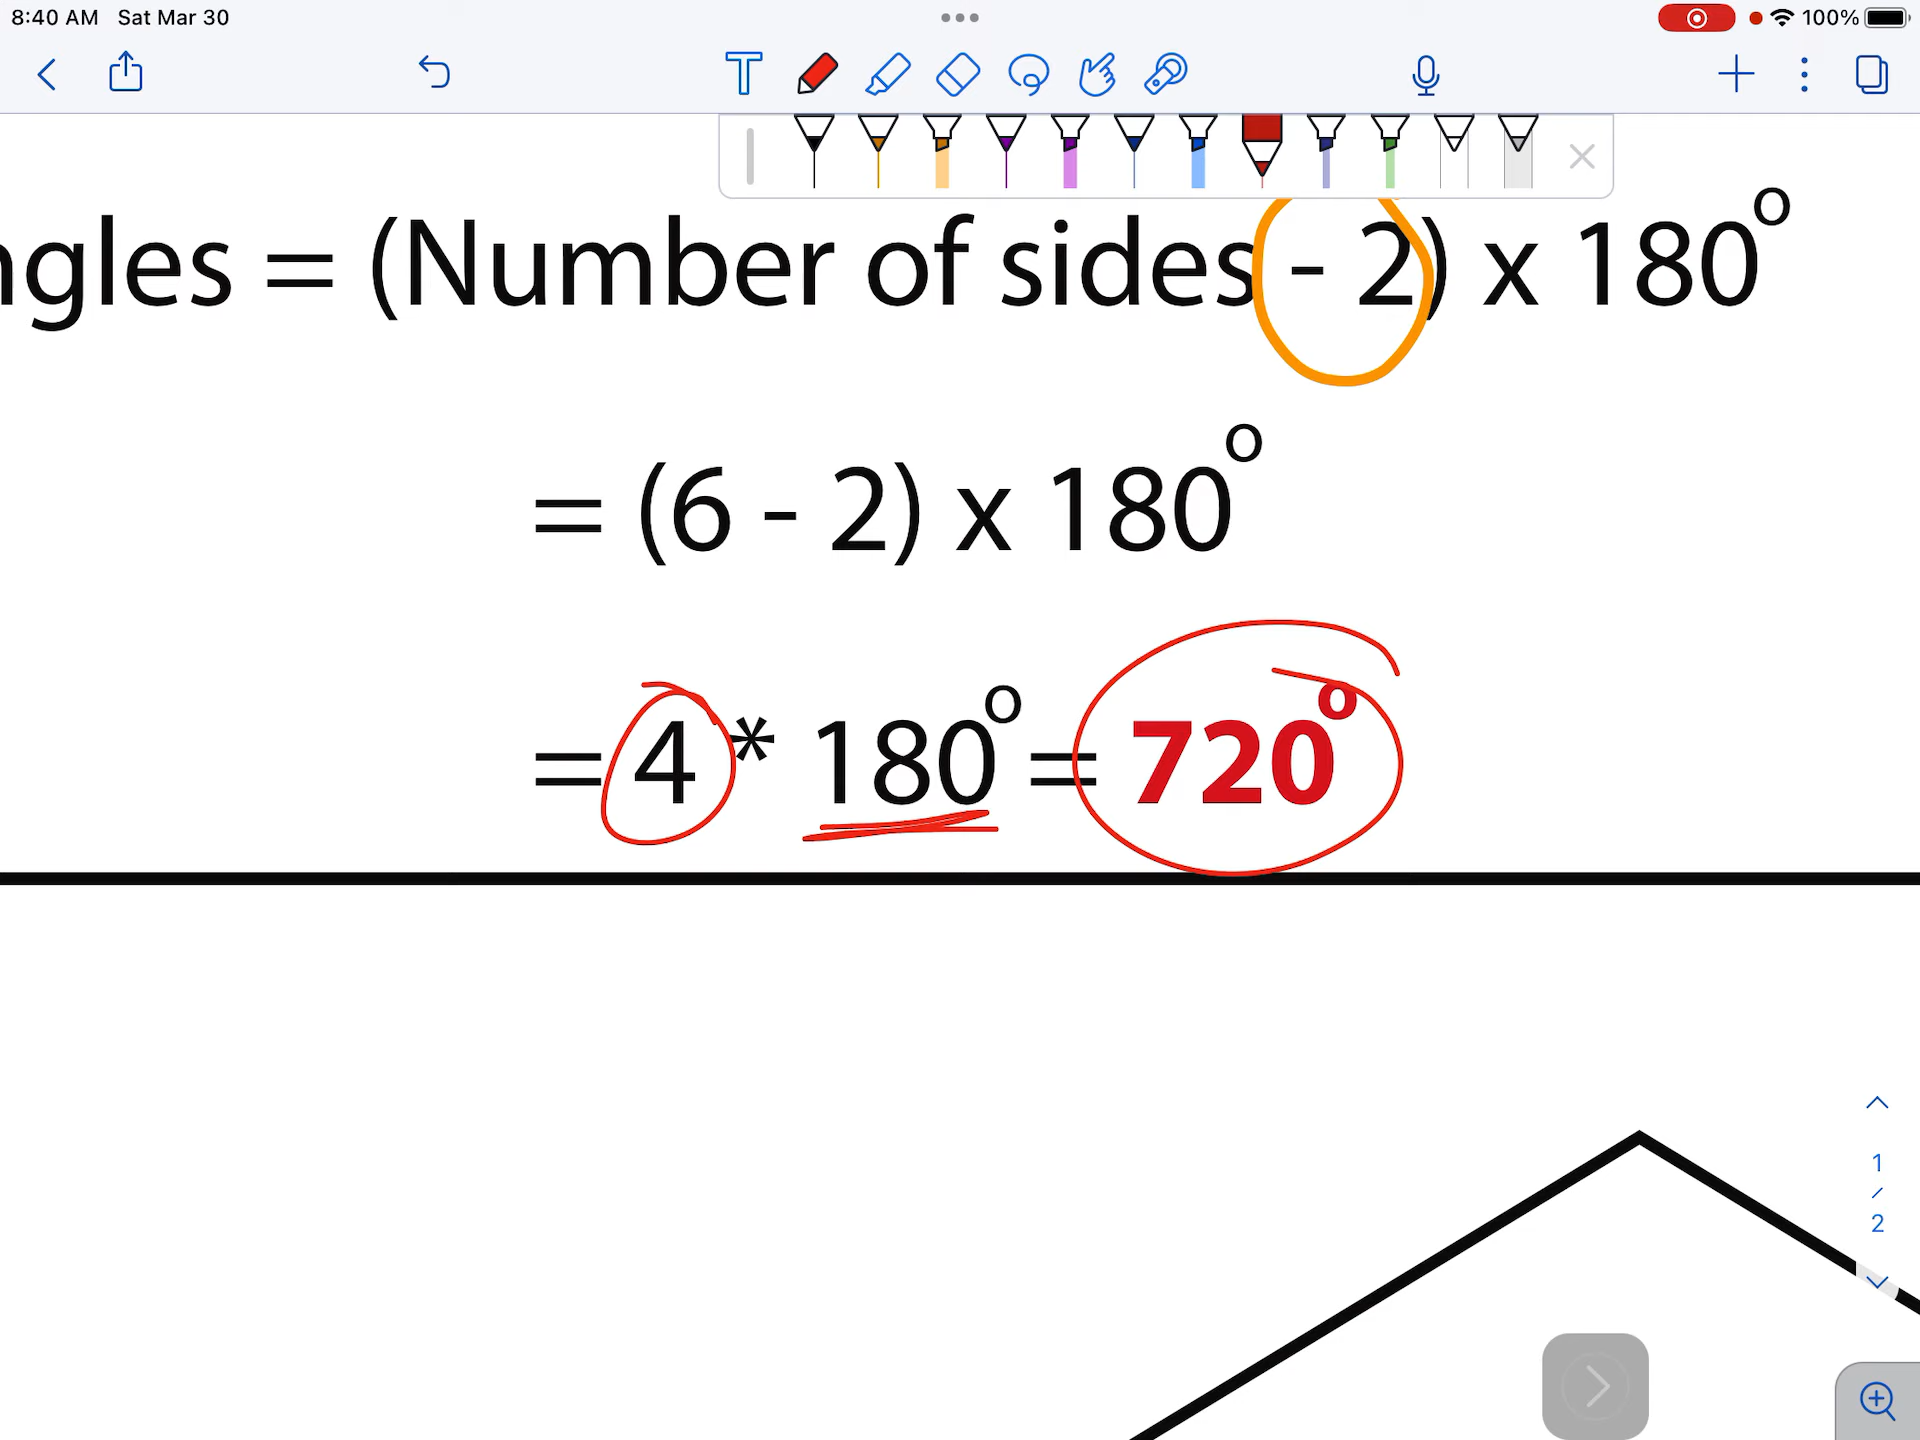 8:40 AM Sat Mar 30
100%
ngles = (Number of sides - 2) x 180°
= (6 - 2) x 180°
= 4 * 180° = 720°
1
/
2